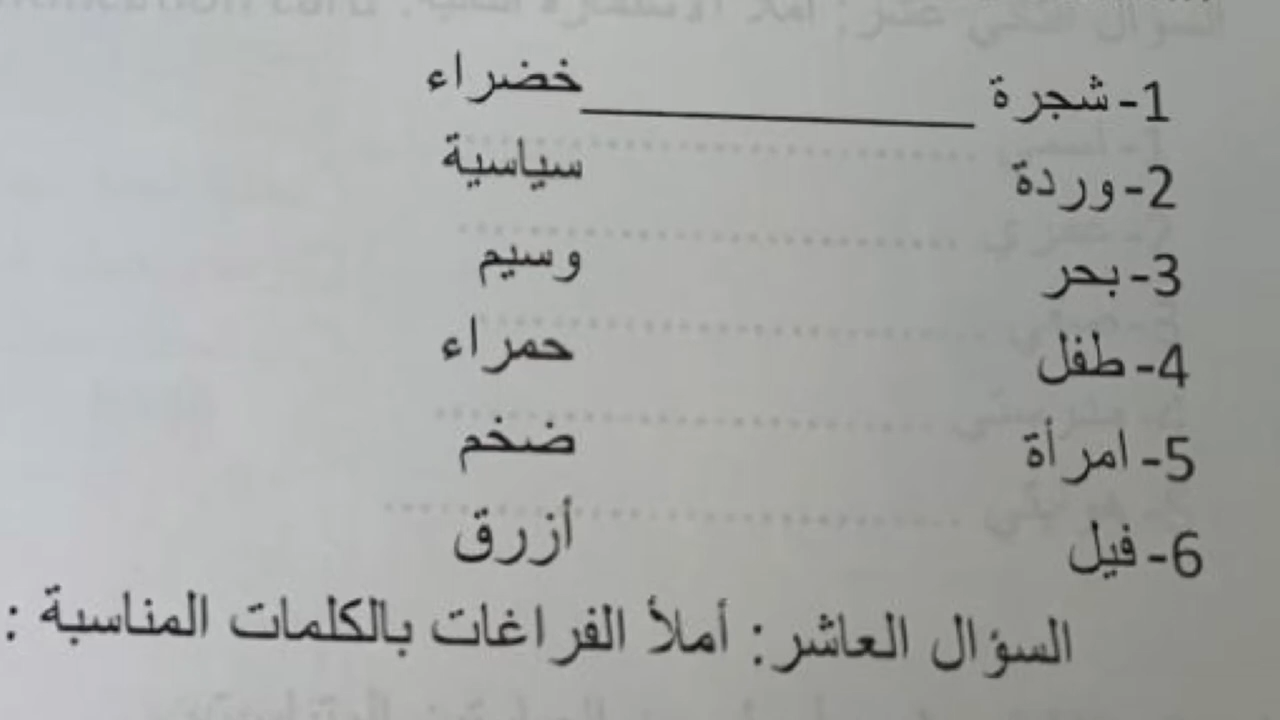 1- شجرة __________ خضراء
2- وردة سياسية
3- بحر وسيم
4- طفل حمراء
5- امرأة ضخم
6- فيل أزرق
السؤال العاشر: أملأ الفراغات بالكلمات المناسبة :